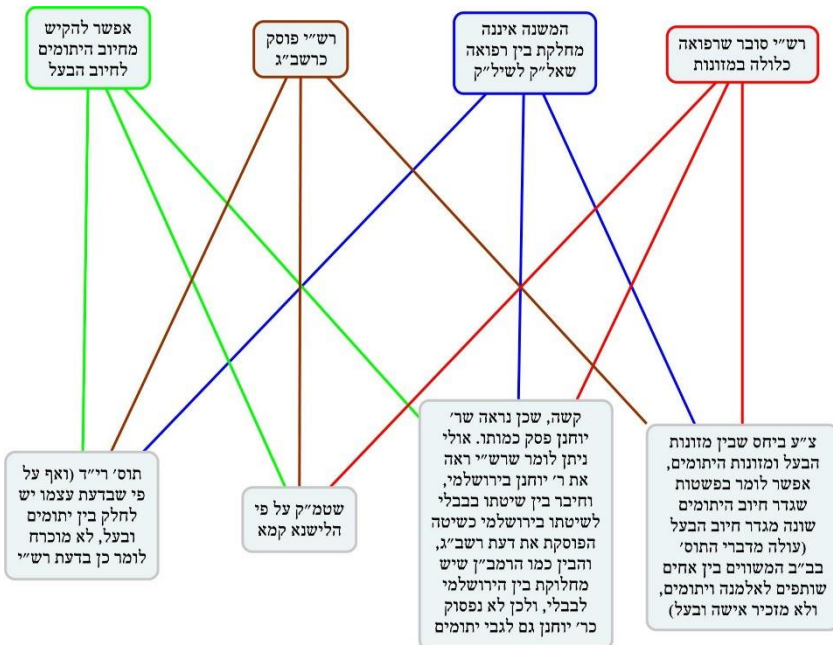 רש״י סובר שרפואה
כלולה במזונות
המשנה איננה
מחלקת בין רפואה
שאל״ק לשיל״ק
רש״י פוסק
כרשב״ג
אפשר להקיש
מחיוב היתומים
לחיוב הבעל
צ״ע ביחס שבין מזונות
הבעל ומזונות היתומים,
אפשר לומר בפשטות
שגדר חיוב היתומים
שונה מגדר חיוב הבעל
(עולה מדברי התוס׳
בב״ב המשווים בין אחים
שותפים לאלמנה ויתומים,
ולא מזכיר אישה ובעל)
קשה, שכן נראה שר׳
יוחנן פסק כמותו. אולי
ניתן לומר שרש״י ראה
את ר׳ יוחנן בירושלמי,
וחיבר בין שיטתו בבבלי
לשיטתו בירושלמי כשיטה
הפוסקת את דעת רשב״ג,
והבין כמו הרמב״ן שיש
מחלוקת בין הירושלמי
לבבלי, ולכן לא נפסוק
כר׳ יוחנן גם לגבי יתומים
שטמ״ק על פי
הלישנא קמא
תוס׳ רי״ד (ואף על
פי שבדעת עצמו יש
לחלק בין יתומים
ובעל, לא מוכרח
לומר כן בדעת רש״י